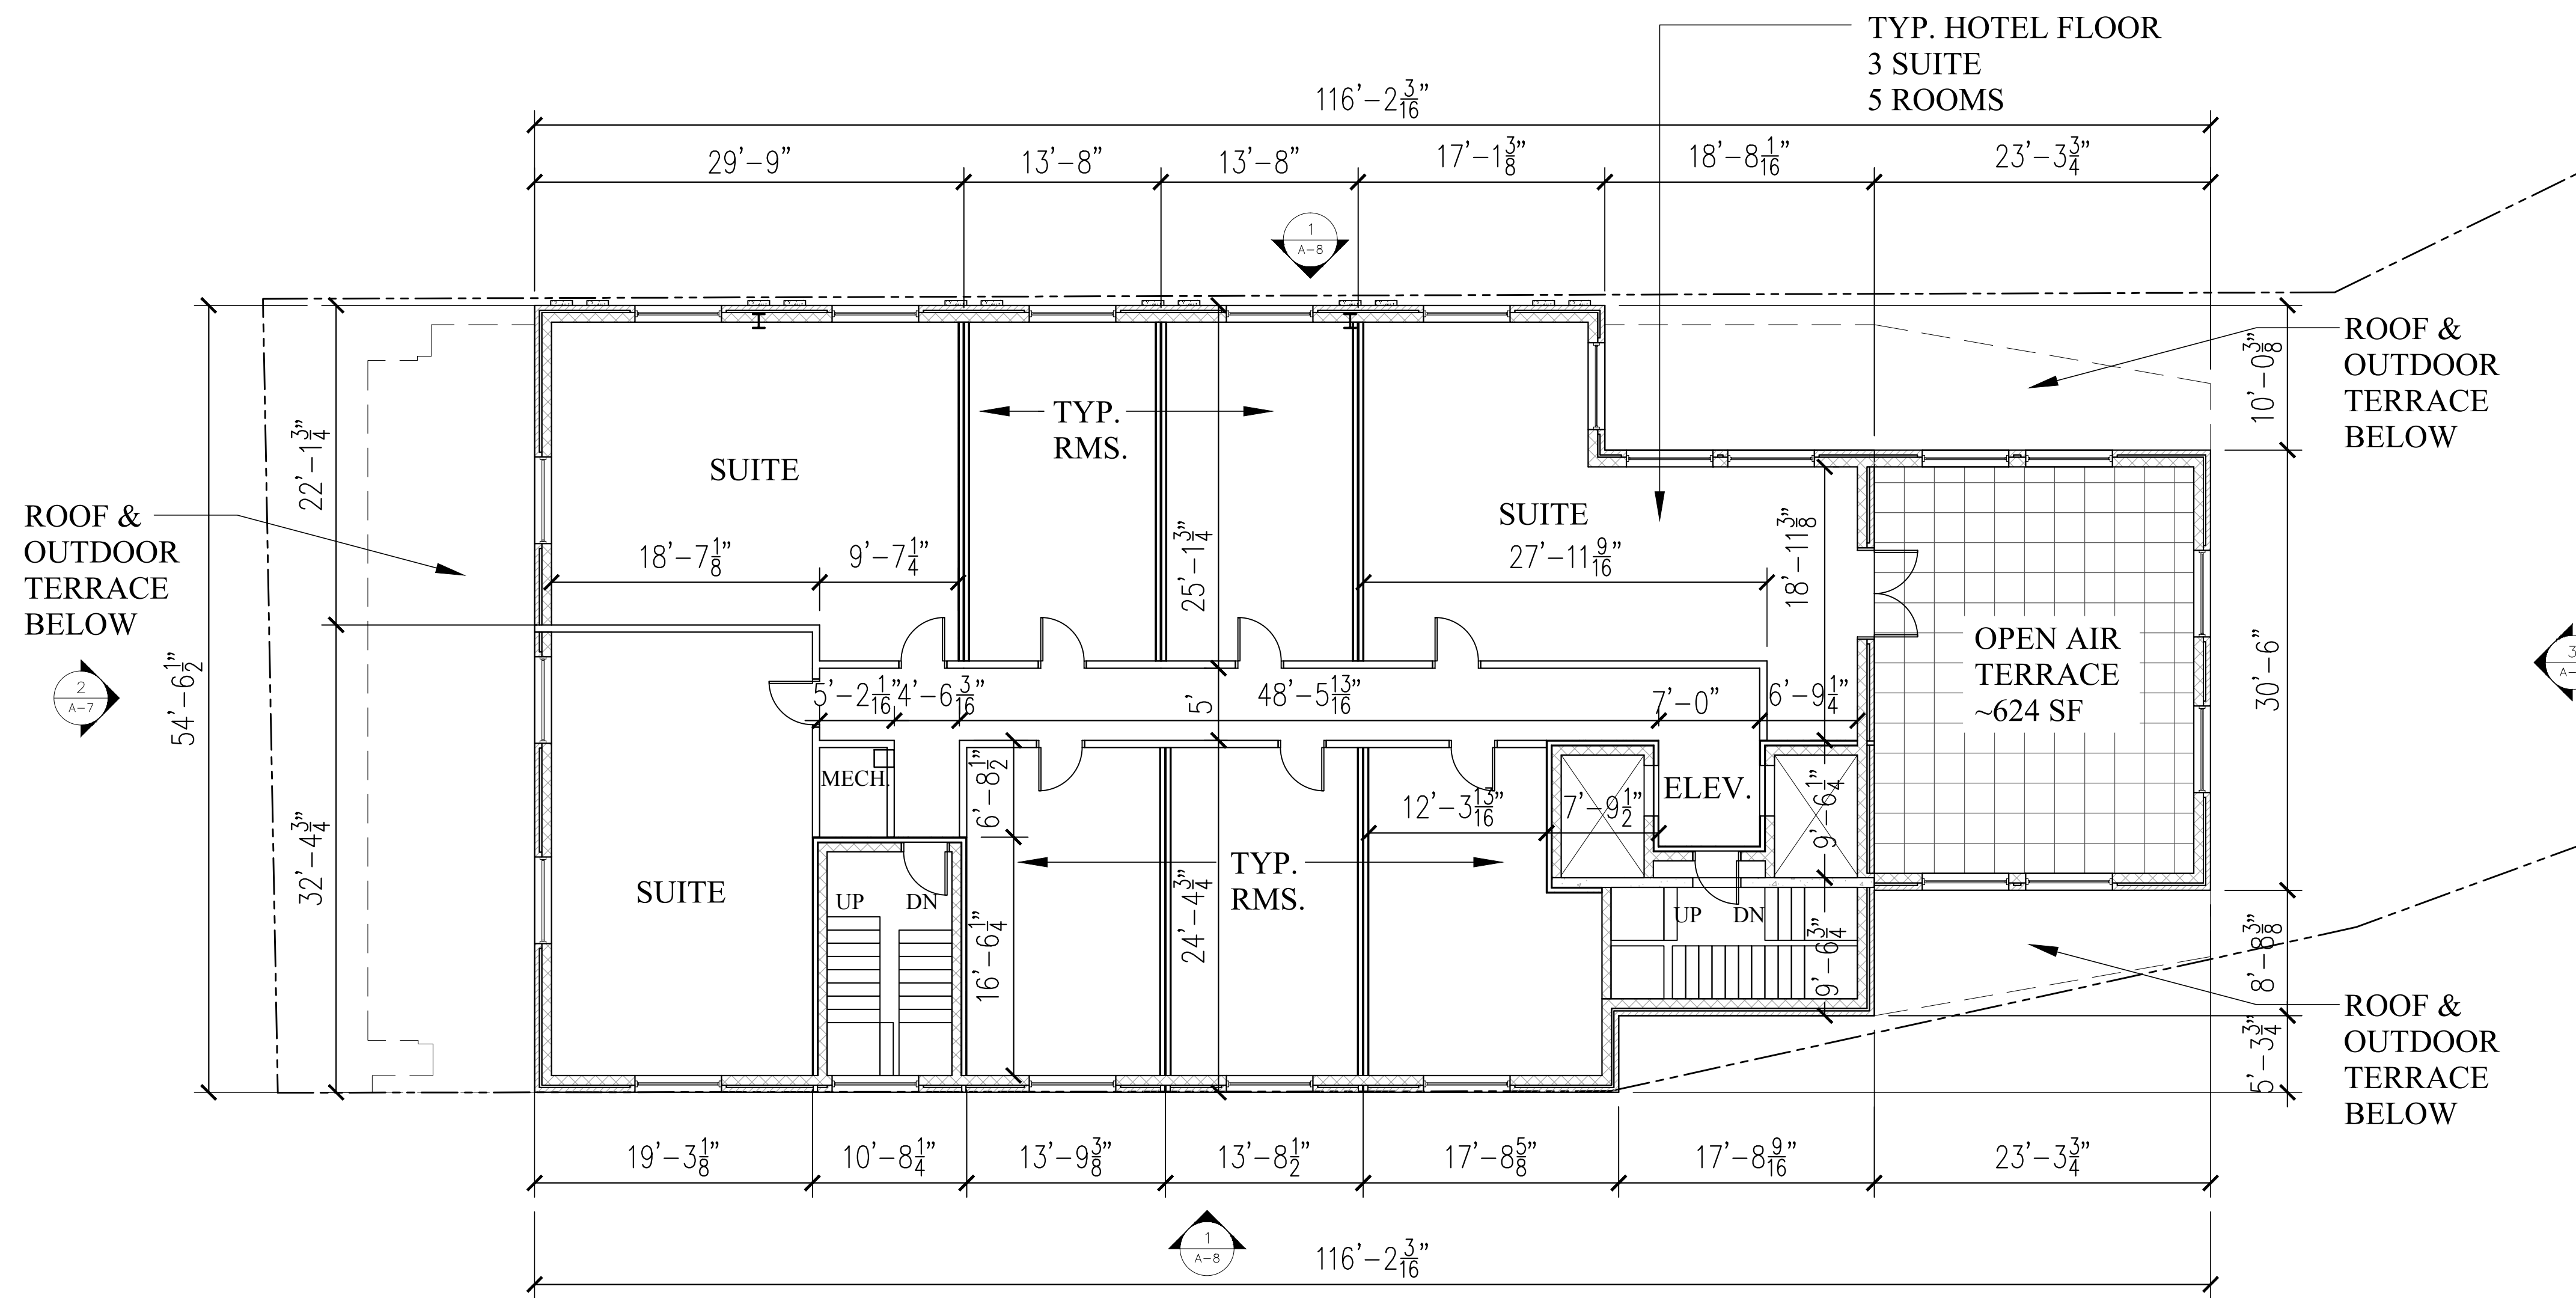 TYP. HOTEL FLOOR
3 SUITE
5 ROOMS
116'-2 3/16"
29'-9"
13'-8"
13'-8"
17'-1 3/8"
18'-8 1/16"
23'-3 3/4"
1
A-8
ROOF &
OUTDOOR
TERRACE
BELOW
10'-0 3/8"
TYP.
RMS.
22'-1 3/4"
SUITE
ROOF &
OUTDOOR
TERRACE
BELOW
SUITE
18'-7 1/8"
9'-7 1/4"
25'-1 3/4"
27'-11 9/16"
18'-11 3/8"
OPEN AIR
TERRACE
~624 SF
30'-6"
3
2
A-7
54'-6 1/2"
5'-2 1/16"
4'-6 3/16"
5'
48'-5 13/16"
7'-0"
6'-9 1/4"
MECH.
6'-8 1/2"
ELEV.
12'-3 13/16"
7'-9 1/2"
9'-6 1/4"
32'-4 3/4"
SUITE
UP
DN
TYP.
RMS.
24'-4 3/4"
16'-6 1/4"
UP
DN
9'-6 3/4"
8'-8 3/8"
5'-3 3/4"
ROOF &
OUTDOOR
TERRACE
BELOW
19'-3 1/8"
10'-8 1/4"
13'-9 3/8"
13'-8 1/2"
17'-8 5/8"
17'-8 9/16"
23'-3 3/4"
1
A-8
116'-2 3/16"